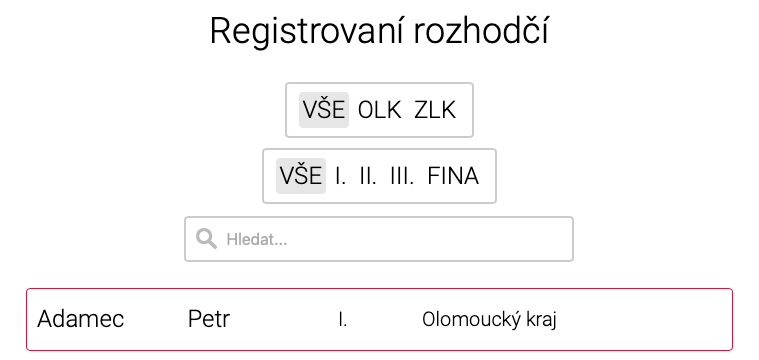 Registrovaní rozhodčí
VŠE OLK ZLK
VŠE I. II. III. FINA
Hledat...
Adamec Petr I. Olomoucký kraj